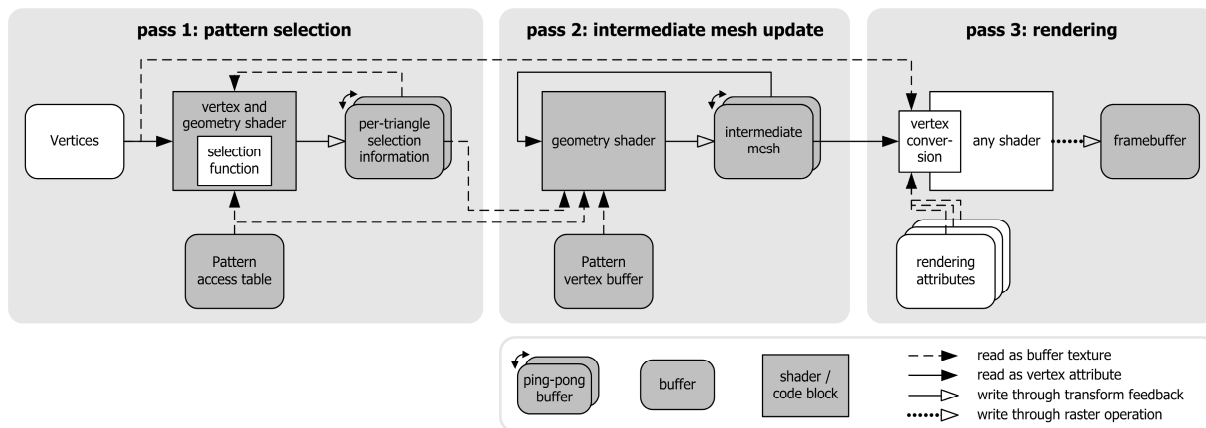 pass 1: pattern selection
Vertices
vertex and
geometry shader
selection
function
per-triangle
selection
information
Pattern
access table
pass 2: intermediate mesh update
geometry shader
intermediate
mesh
Pattern
vertex buffer
pass 3: rendering
vertex
conver-
sion
any shader
framebuffer
rendering
attributes
ping-pong
buffer
buffer
shader /
code block
read as buffer texture
read as vertex attribute
write through transform feedback
write through raster operation